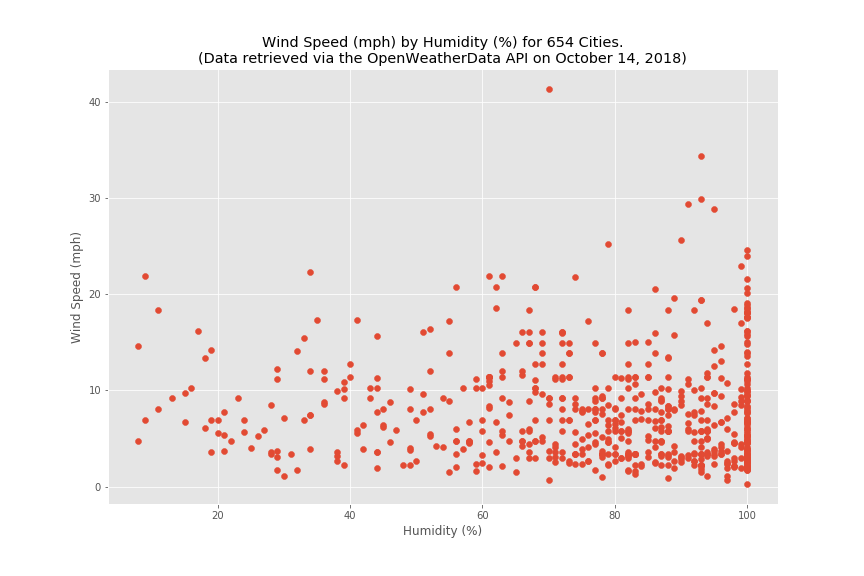 Wind Speed (mph) by Humidity (%) for 654 Cities.
(Data retrieved via the OpenWeatherData API on October 14, 2018)
40
30
20
10
0
Wind Speed (mph)
20 40 60 80 100
Humidity (%)